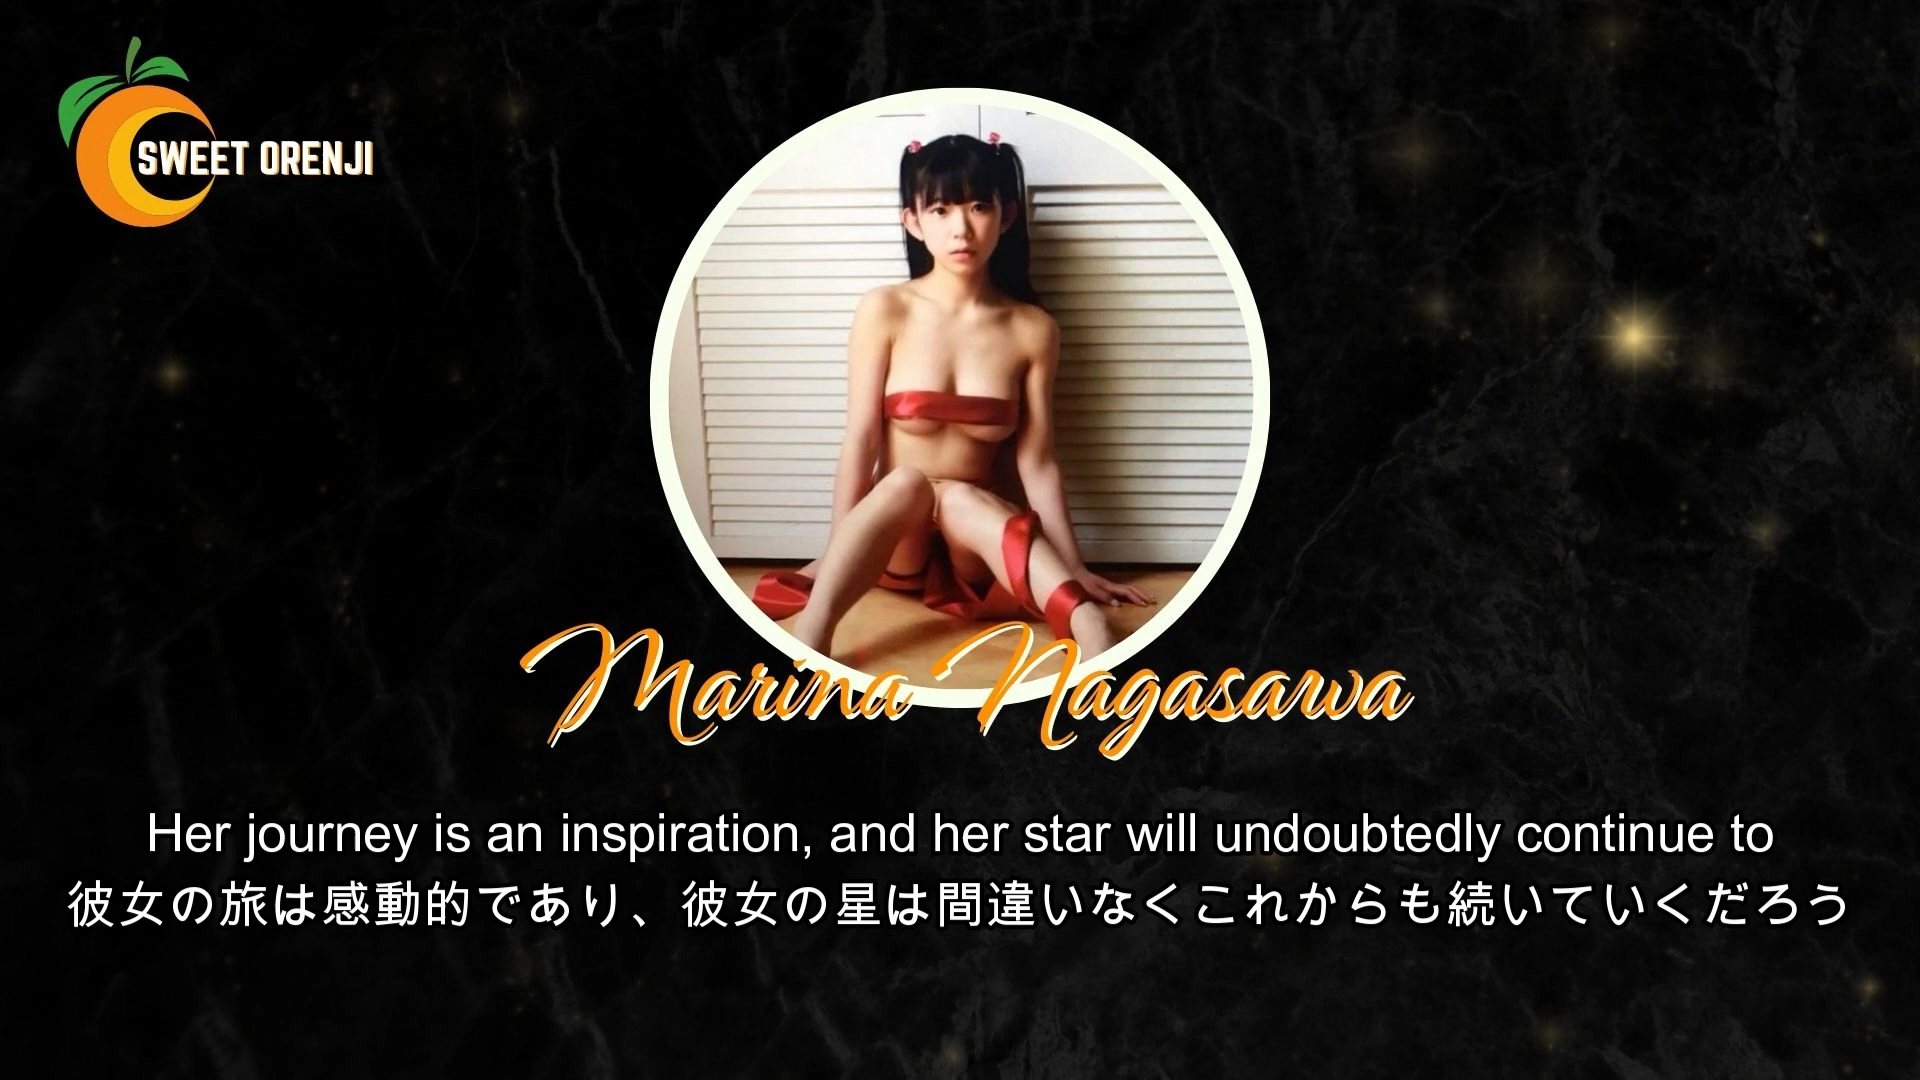 SWEET ORENJI
Marina Nagasawa
Her journey is an inspiration, and her star will undoubtedly continue to
彼女の旅は感動的であり、彼女の星は間違いなくこれからも続いていくだろう